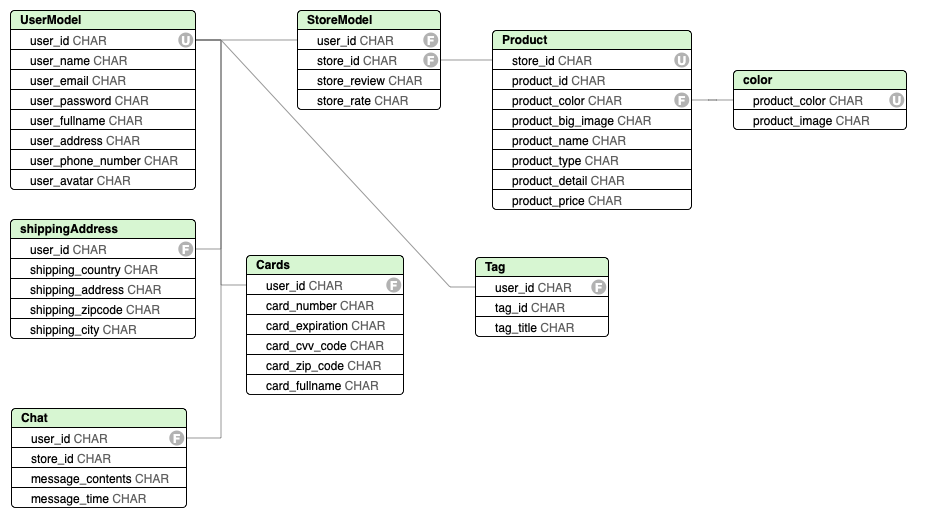 UserModel
user_id CHAR U
user_name CHAR
user_email CHAR
user_password CHAR
user_fullname CHAR
user_address CHAR
user_phone_number CHAR
user_avatar CHAR
StoreModel
user_id CHAR F
store_id CHAR F
store_review CHAR
store_rate CHAR
Product
store_id CHAR U
product_id CHAR
product_color CHAR F
product_big_image CHAR
product_name CHAR
product_type CHAR
product_detail CHAR
product_price CHAR
color
product_color CHAR U
product_image CHAR
shippingAddress
user_id CHAR F
shipping_country CHAR
shipping_address CHAR
shipping_zipcode CHAR
shipping_city CHAR
Cards
user_id CHAR F
card_number CHAR
card_expiration CHAR
card_cvv_code CHAR
card_zip_code CHAR
card_fullname CHAR
Tag
user_id CHAR F
tag_id CHAR
tag_title CHAR
Chat
user_id CHAR F
store_id CHAR
message_contents CHAR
message_time CHAR